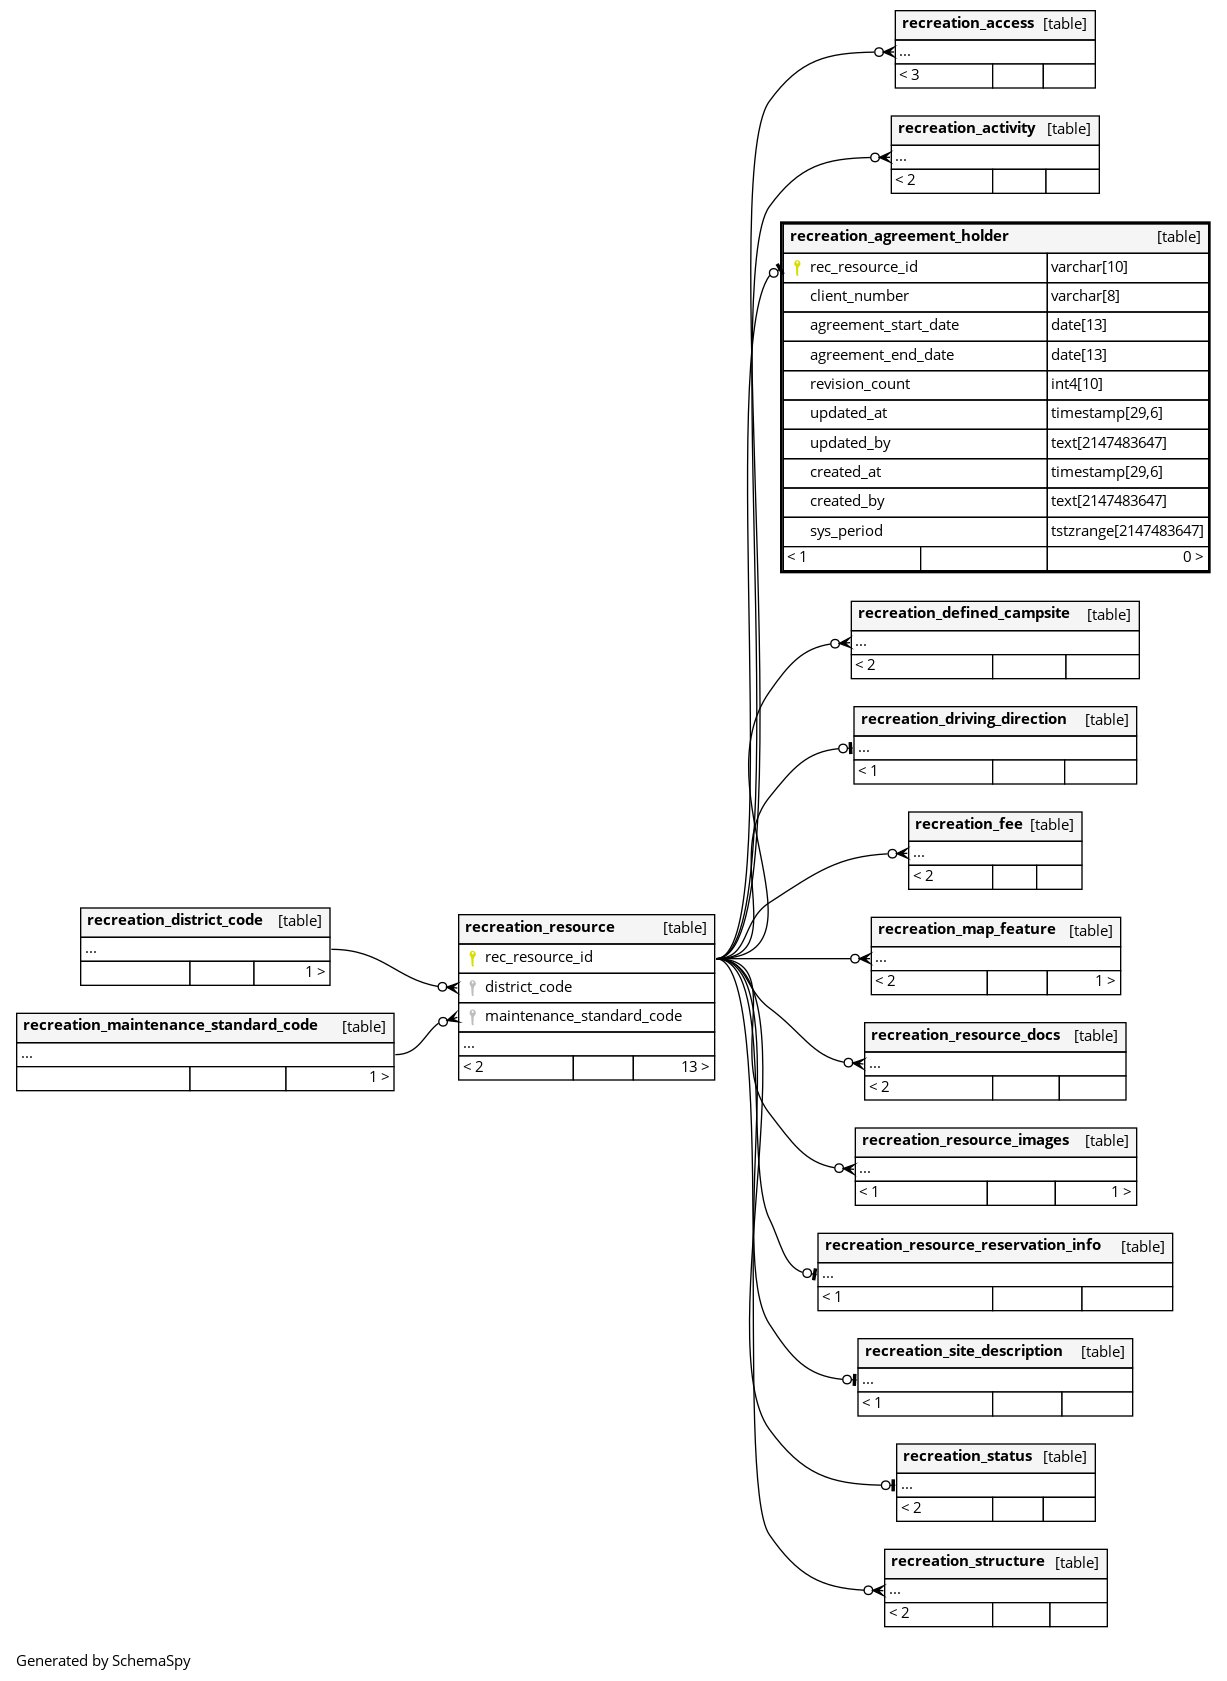 recreation_access [table]
...
< 3
recreation_activity [table]
...
< 2
recreation_agreement_holder [table]
rec_resource_id varchar[10]
client_number varchar[8]
agreement_start_date date[13]
agreement_end_date date[13]
revision_count int4[10]
updated_at timestamp[29,6]
updated_by text[2147483647]
created_at timestamp[29,6]
created_by text[2147483647]
sys_period tstzrange[2147483647]
< 1 0 >
recreation_defined_campsite [table]
...
< 2
recreation_driving_direction [table]
...
< 1
recreation_fee [table]
...
< 2
recreation_district_code [table]
...
1 >
recreation_maintenance_standard_code [table]
...
1 >
recreation_resource [table]
rec_resource_id
district_code
maintenance_standard_code
...
< 2 13 >
recreation_map_feature [table]
...
< 2 1 >
recreation_resource_docs [table]
...
< 2
recreation_resource_images [table]
...
< 1 1 >
recreation_resource_reservation_info [table]
...
< 1
recreation_site_description [table]
...
< 1
recreation_status [table]
...
< 2
recreation_structure [table]
...
< 2
Generated by SchemaSpy